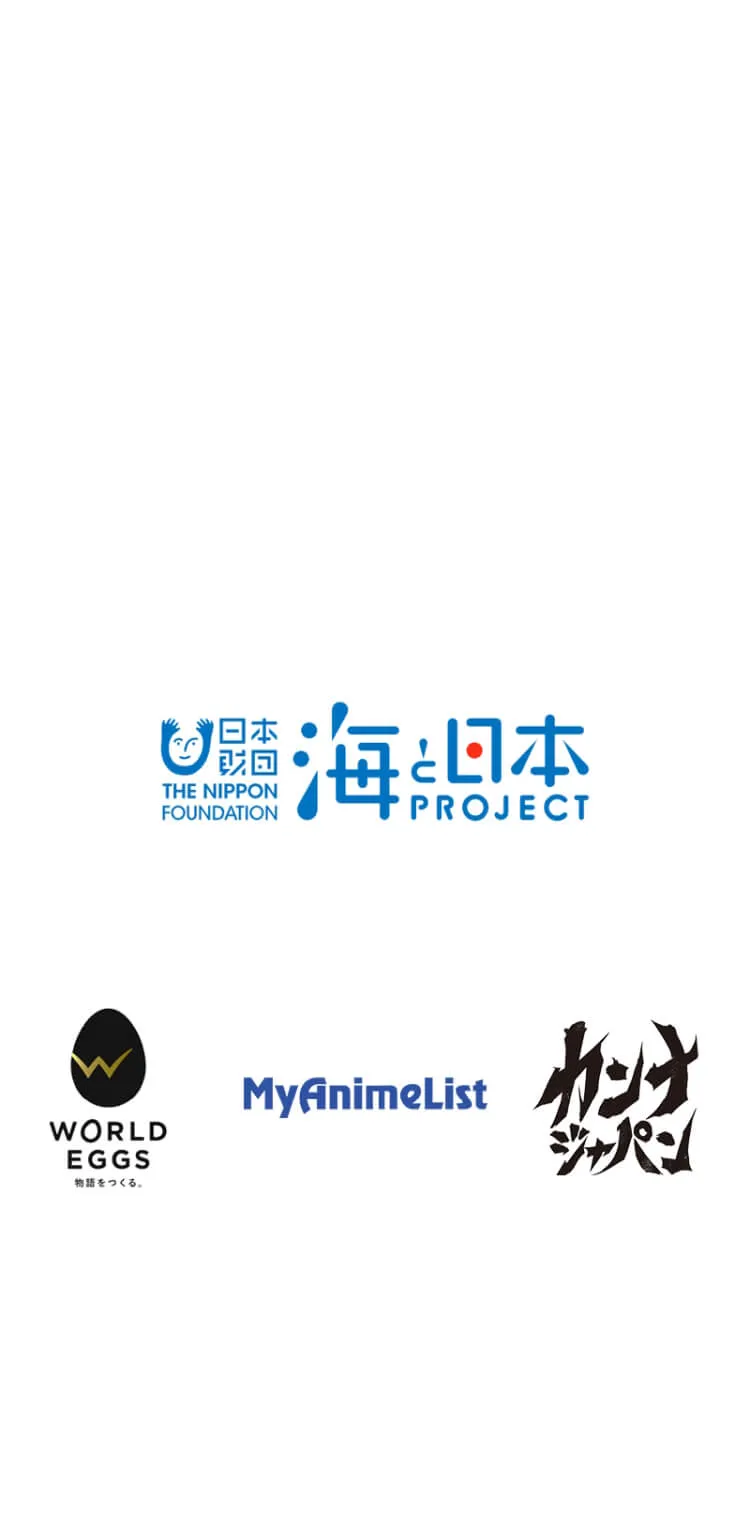 日本
財団
THE NIPPON
FOUNDATION
海と日本
PROJECT
WORLD
EGGS
物語をつくる。
MyAnimeList
カンナ
ジャパン